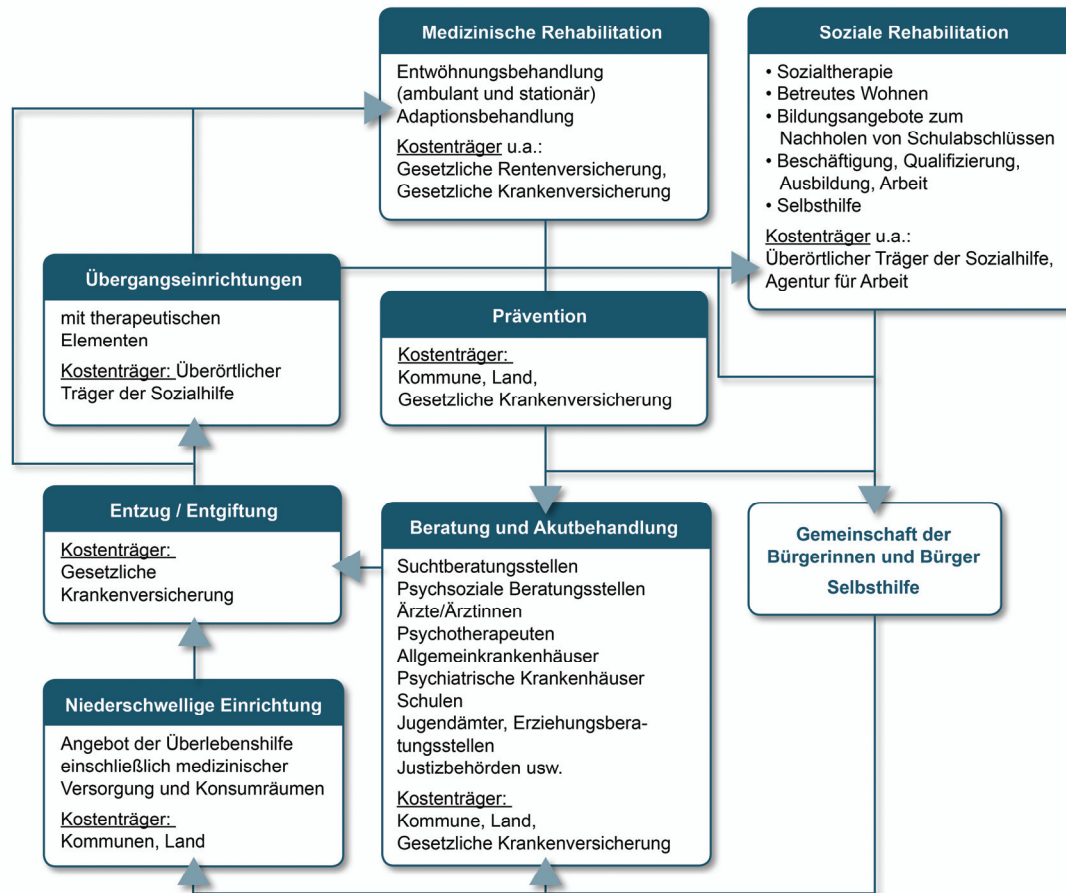 Medizinische Rehabilitation
Entwöhnungsbehandlung
(ambulant und stationär)
Adaptionsbehandlung
Kostenträger u.a.:
Gesetzliche Rentenversicherung,
Gesetzliche Krankenversicherung
Soziale Rehabilitation
• Sozialtherapie
• Betreutes Wohnen
• Bildungsangebote zum
Nachholen von Schulabschlüssen
• Beschäftigung, Qualifizierung,
Ausbildung, Arbeit
• Selbsthilfe
Kostenträger u.a.:
Überörtlicher Träger der Sozialhilfe,
Agentur für Arbeit
Übergangseinrichtungen
mit therapeutischen
Elementen
Kostenträger: Überörtlicher
Träger der Sozialhilfe
Prävention
Kostenträger:
Kommune, Land,
Gesetzliche Krankenversicherung
Entzug / Entgiftung
Kostenträger:
Gesetzliche
Krankenversicherung
Beratung und Akutbehandlung
Suchtberatungsstellen
Psychsoziale Beratungsstellen
Ärzte/Ärztinnen
Psychotherapeuten
Allgemeinkrankenhäuser
Psychiatrische Krankenhäuser
Schulen
Jugendämter, Erziehungsbera-
tungsstellen
Justizbehörden usw.
Kostenträger:
Kommune, Land,
Gesetzliche Krankenversicherung
Gemeinschaft der
Bürgerinnen und Bürger
Selbsthilfe
Niederschwellige Einrichtung
Angebot der Überlebenshilfe
einschließlich medizinischer
Versorgung und Konsumräumen
Kostenträger:
Kommunen, Land